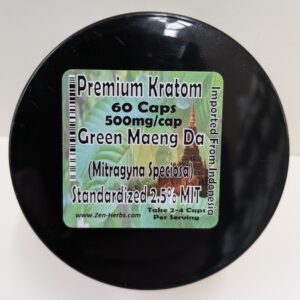 Premium Kratom
60 Caps
500mg/cap
Green Maeng Da
(Mitragyna Speciosa)
Standardized 2.5% MIT
www.Zen-Herbs.com
Take 2-4 Caps
Per Serving
Imported From Indonesia